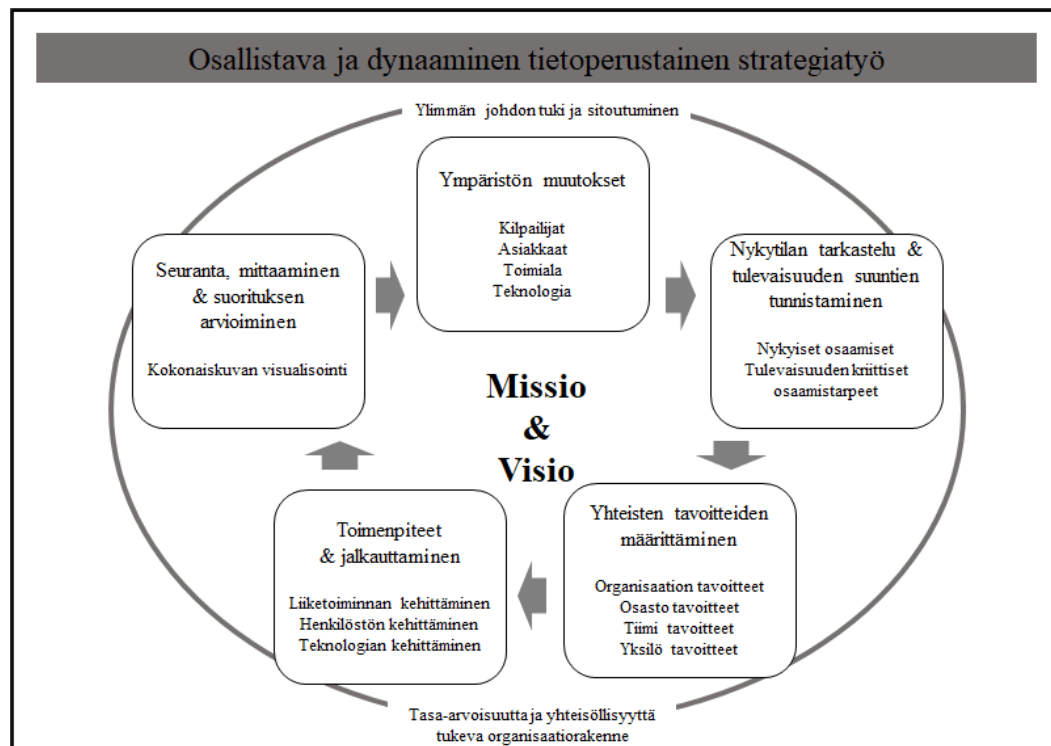 Osallistava ja dynaaminen tietoperustainen strategiatyö
Ylimmän johdon tuki ja sitoutuminen
Ympäristön muutokset
Kilpailijat
Asiakkaat
Toimiala
Teknologia
Nykytilan tarkastelu &
tulevaisuuden suuntien
tunnistaminen
Nykyiset osaamiset
Tulevaisuuden kriittiset
osaamistarpeet
Yhteisten tavoitteiden
määrittäminen
Organisaation tavoitteet
Osasto tavoitteet
Tiimi tavoitteet
Yksilö tavoitteet
Toimenpiteet
& jalkauttaminen
Liiketoiminnan kehittäminen
Henkilöstön kehittäminen
Teknologian kehittäminen
Seuranta, mittaaminen
& suorituksen
arvioiminen
Kokonaiskuvan visualisointi
Missio
&
Visio
Tasa-arvoisuutta ja yhteisöllisyyttä
tukeva organisaatiorakenne